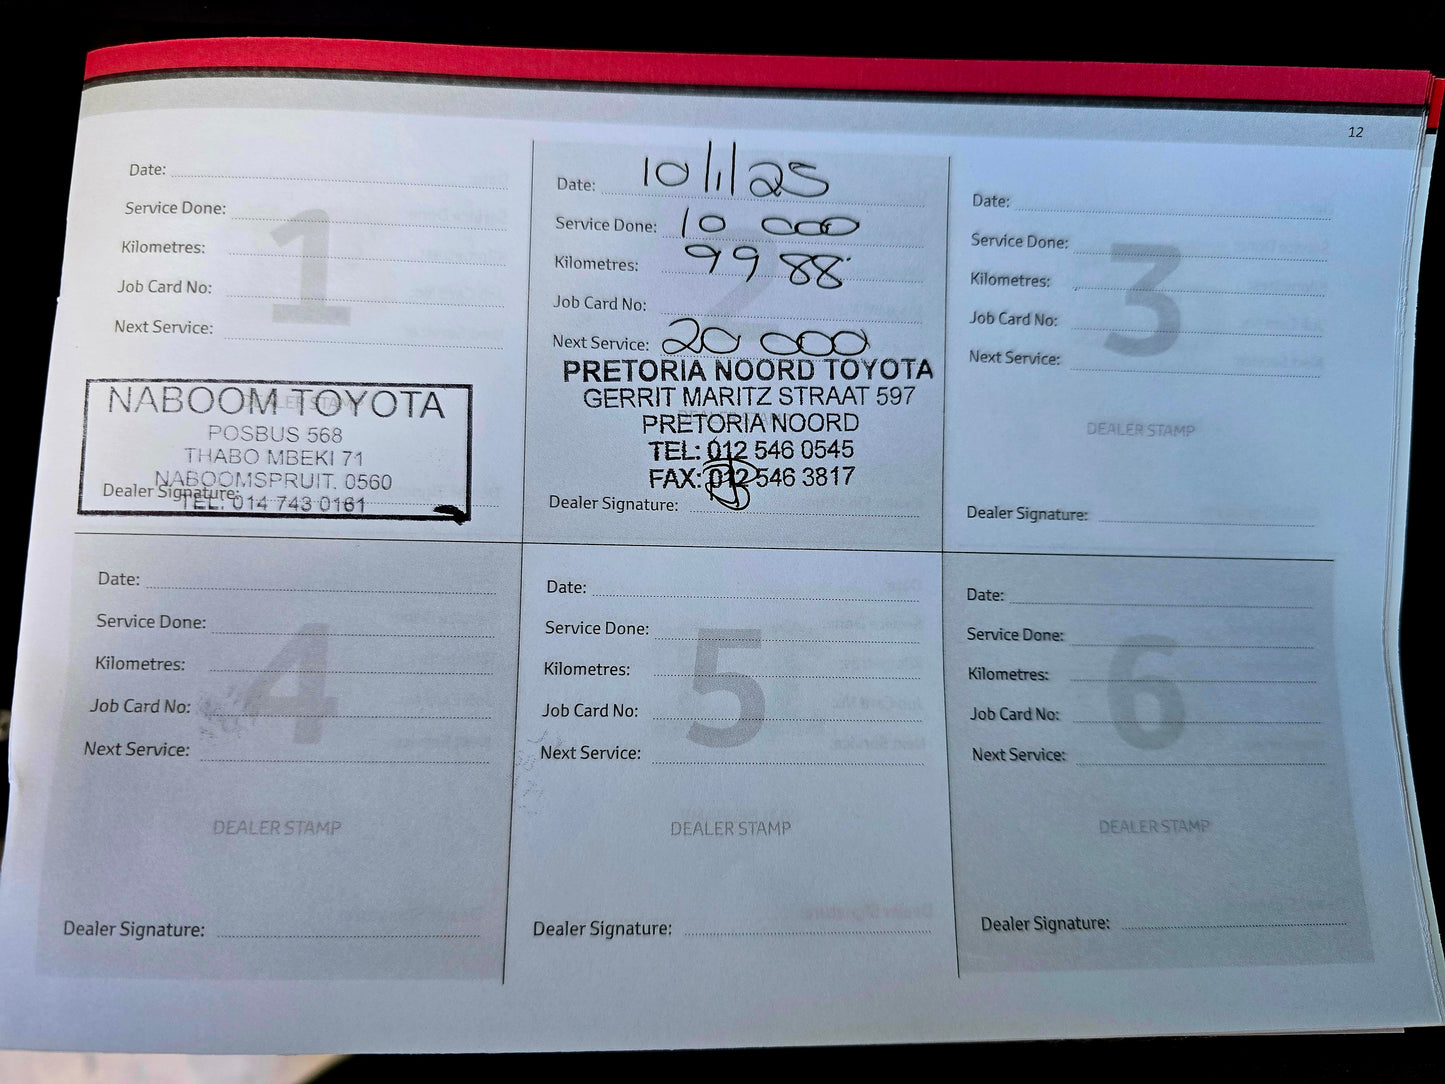 12
Date:
Service Done:
Kilometres:
Job Card No:
Next Service:
1
DEALER STAMP
NABOOM TOYOTA
POSBUS 568
THABO MBEKI 71
NABOOMSPRUIT. 0560
TEL: 014 743 0161
Dealer Signature:
Date: 10/1/25
Service Done: 10 000
Kilometres: 9988
Job Card No:
Next Service: 20 000
2
DEALER STAMP
PRETORIA NOORD TOYOTA
GERRIT MARITZ STRAAT 597
PRETORIA NOORD
TEL: 012 546 0545
FAX: 012 546 3817
Dealer Signature:
Date:
Service Done:
Kilometres:
Job Card No:
Next Service:
3
DEALER STAMP
Dealer Signature:
Date:
Service Done:
Kilometres:
Job Card No:
Next Service:
4
DEALER STAMP
Dealer Signature:
Date:
Service Done:
Kilometres:
Job Card No:
Next Service:
5
DEALER STAMP
Dealer Signature:
Date:
Service Done:
Kilometres:
Job Card No:
Next Service:
6
DEALER STAMP
Dealer Signature: